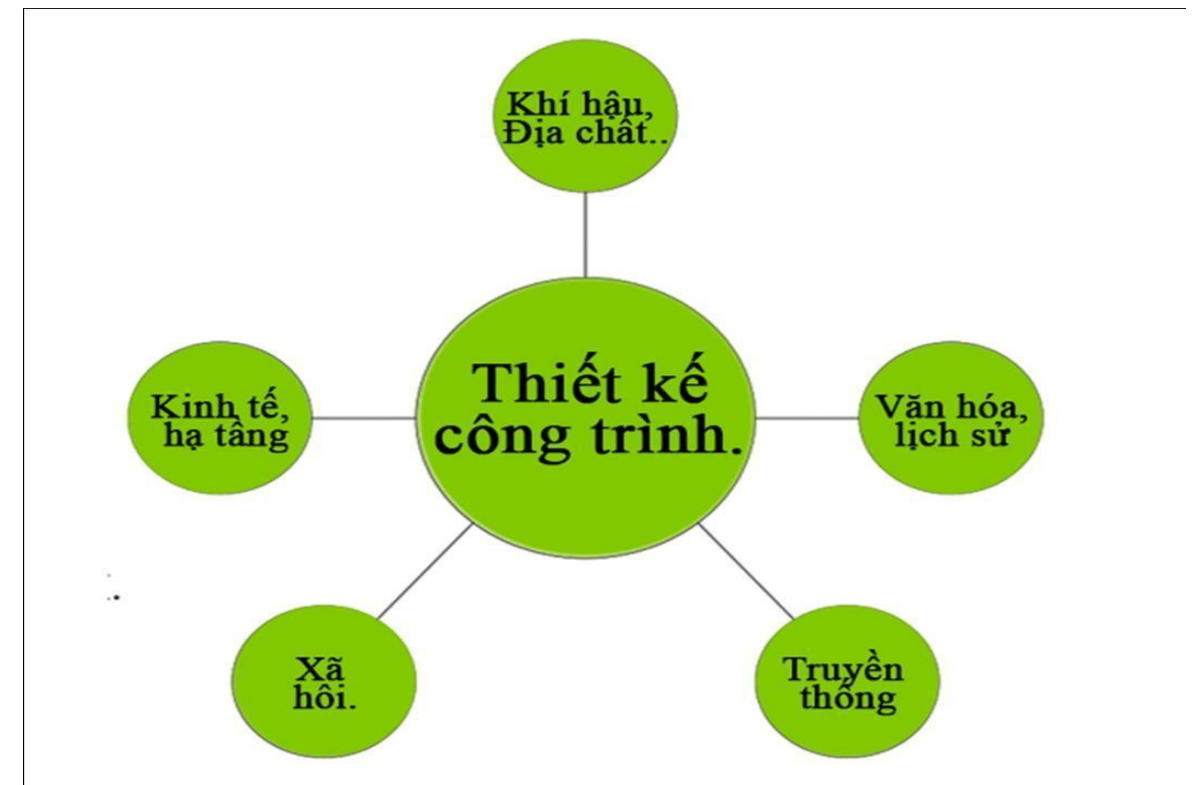 Khí hậu,
Địa chất..
Thiết kế
công trình.
Kinh tế,
hạ tầng
Văn hóa,
lịch sử
Xã
hôi.
Truyền
thống